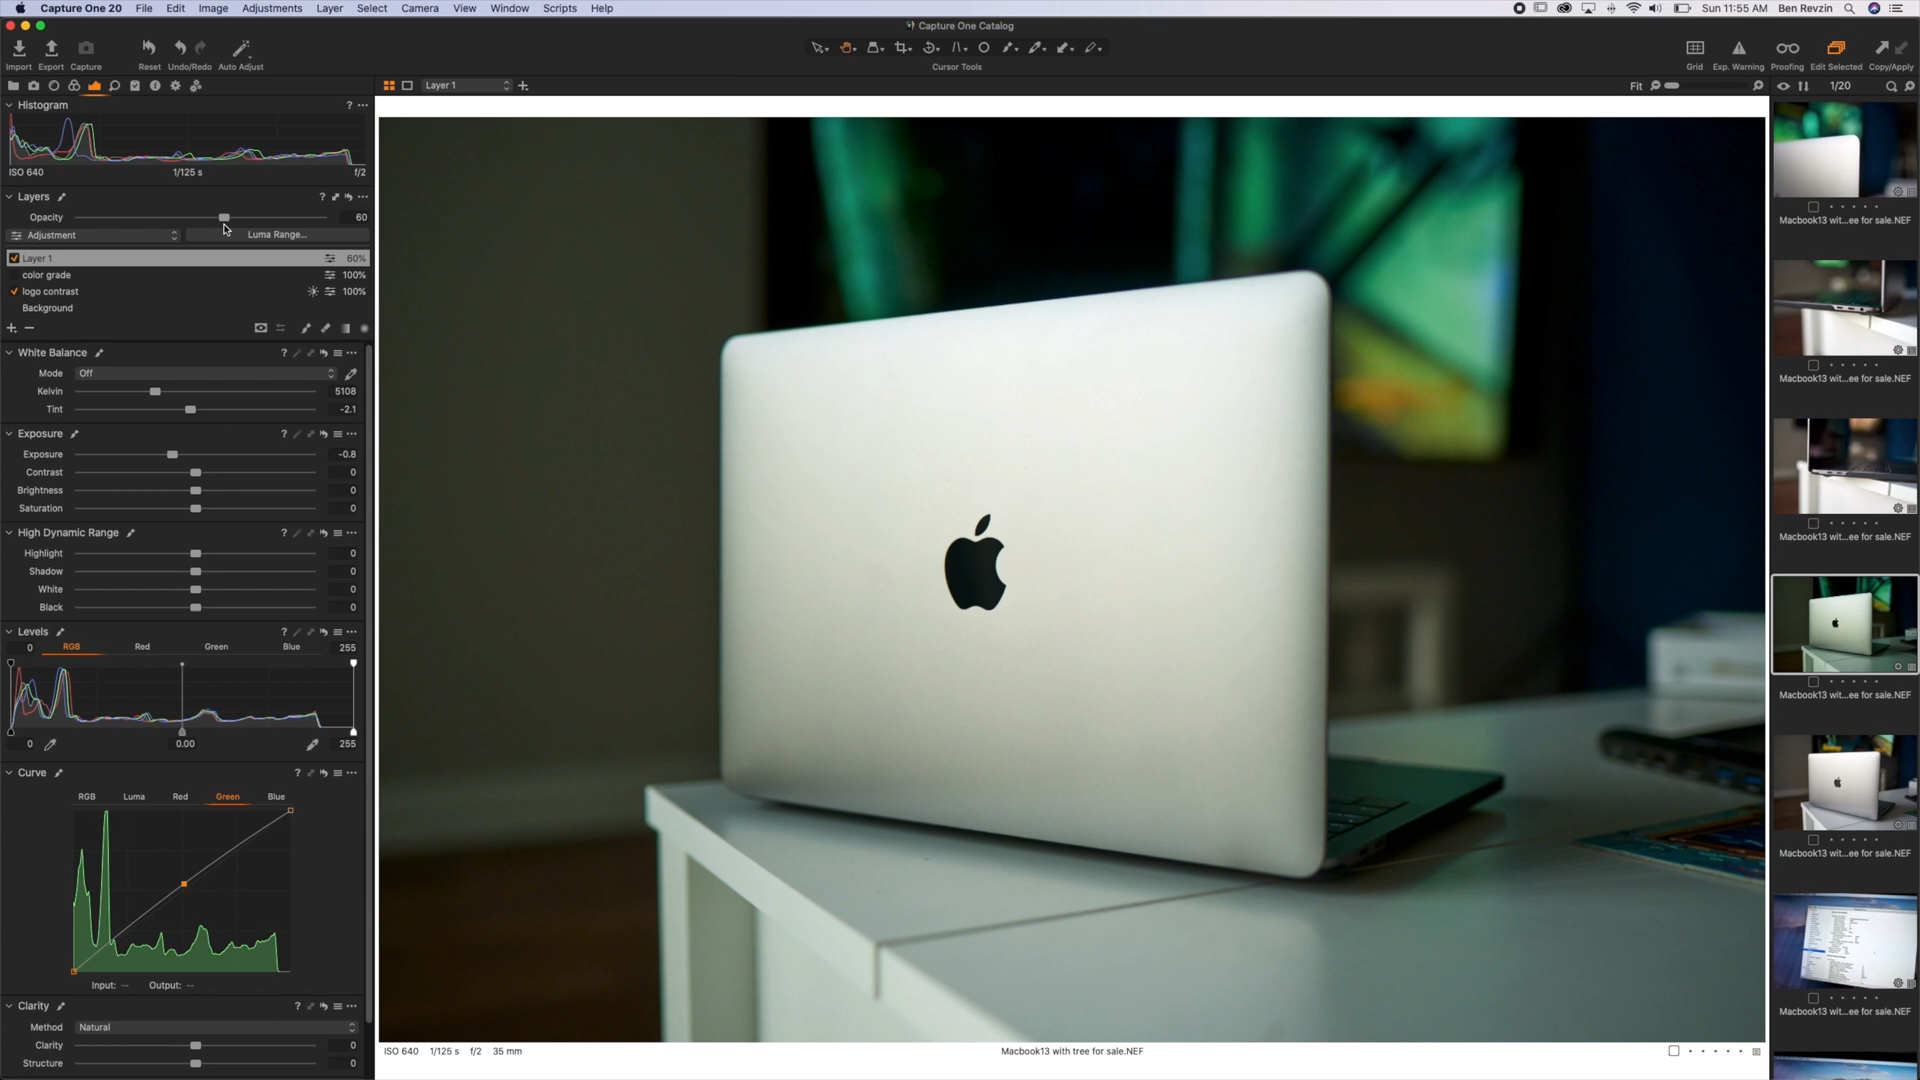 Capture One 20 File Edit Image Adjustments Layer Select Camera View Window Scripts Help Sun 11:55 AM Ben Revzin
Capture One Catalog
Import Export Capture Reset Undo/Redo Auto Adjust Cursor Tools Grid Exp. Warning Proofing Edit Selected Copy/Apply
Layer 1 Fit 1/20
Histogram
ISO 640 1/125 s f/2
Layers
Opacity 60
Adjustment Luma Range...
Layer 1 60%
color grade 100%
logo contrast 100%
Background
White Balance
Mode Off
Kelvin 5108
Tint -2.1
Exposure
Exposure -0.8
Contrast 0
Brightness 0
Saturation 0
High Dynamic Range
Highlight 0
Shadow 0
White 0
Black 0
Levels
0 RGB Red Green Blue 255
0 0.00 255
Curve
RGB Luma Red Green Blue
Input: -- Output: --
Clarity
Method Natural
Clarity 0
Structure 0
ISO 640 1/125 s f/2 35 mm Macbook13 with tree for sale.NEF
Macbook13 wit...ee for sale.NEF
Macbook13 wit...ee for sale.NEF
Macbook13 wit...ee for sale.NEF
Macbook13 wit...ee for sale.NEF
Macbook13 wit...ee for sale.NEF
Macbook13 wit...ee for sale.NEF